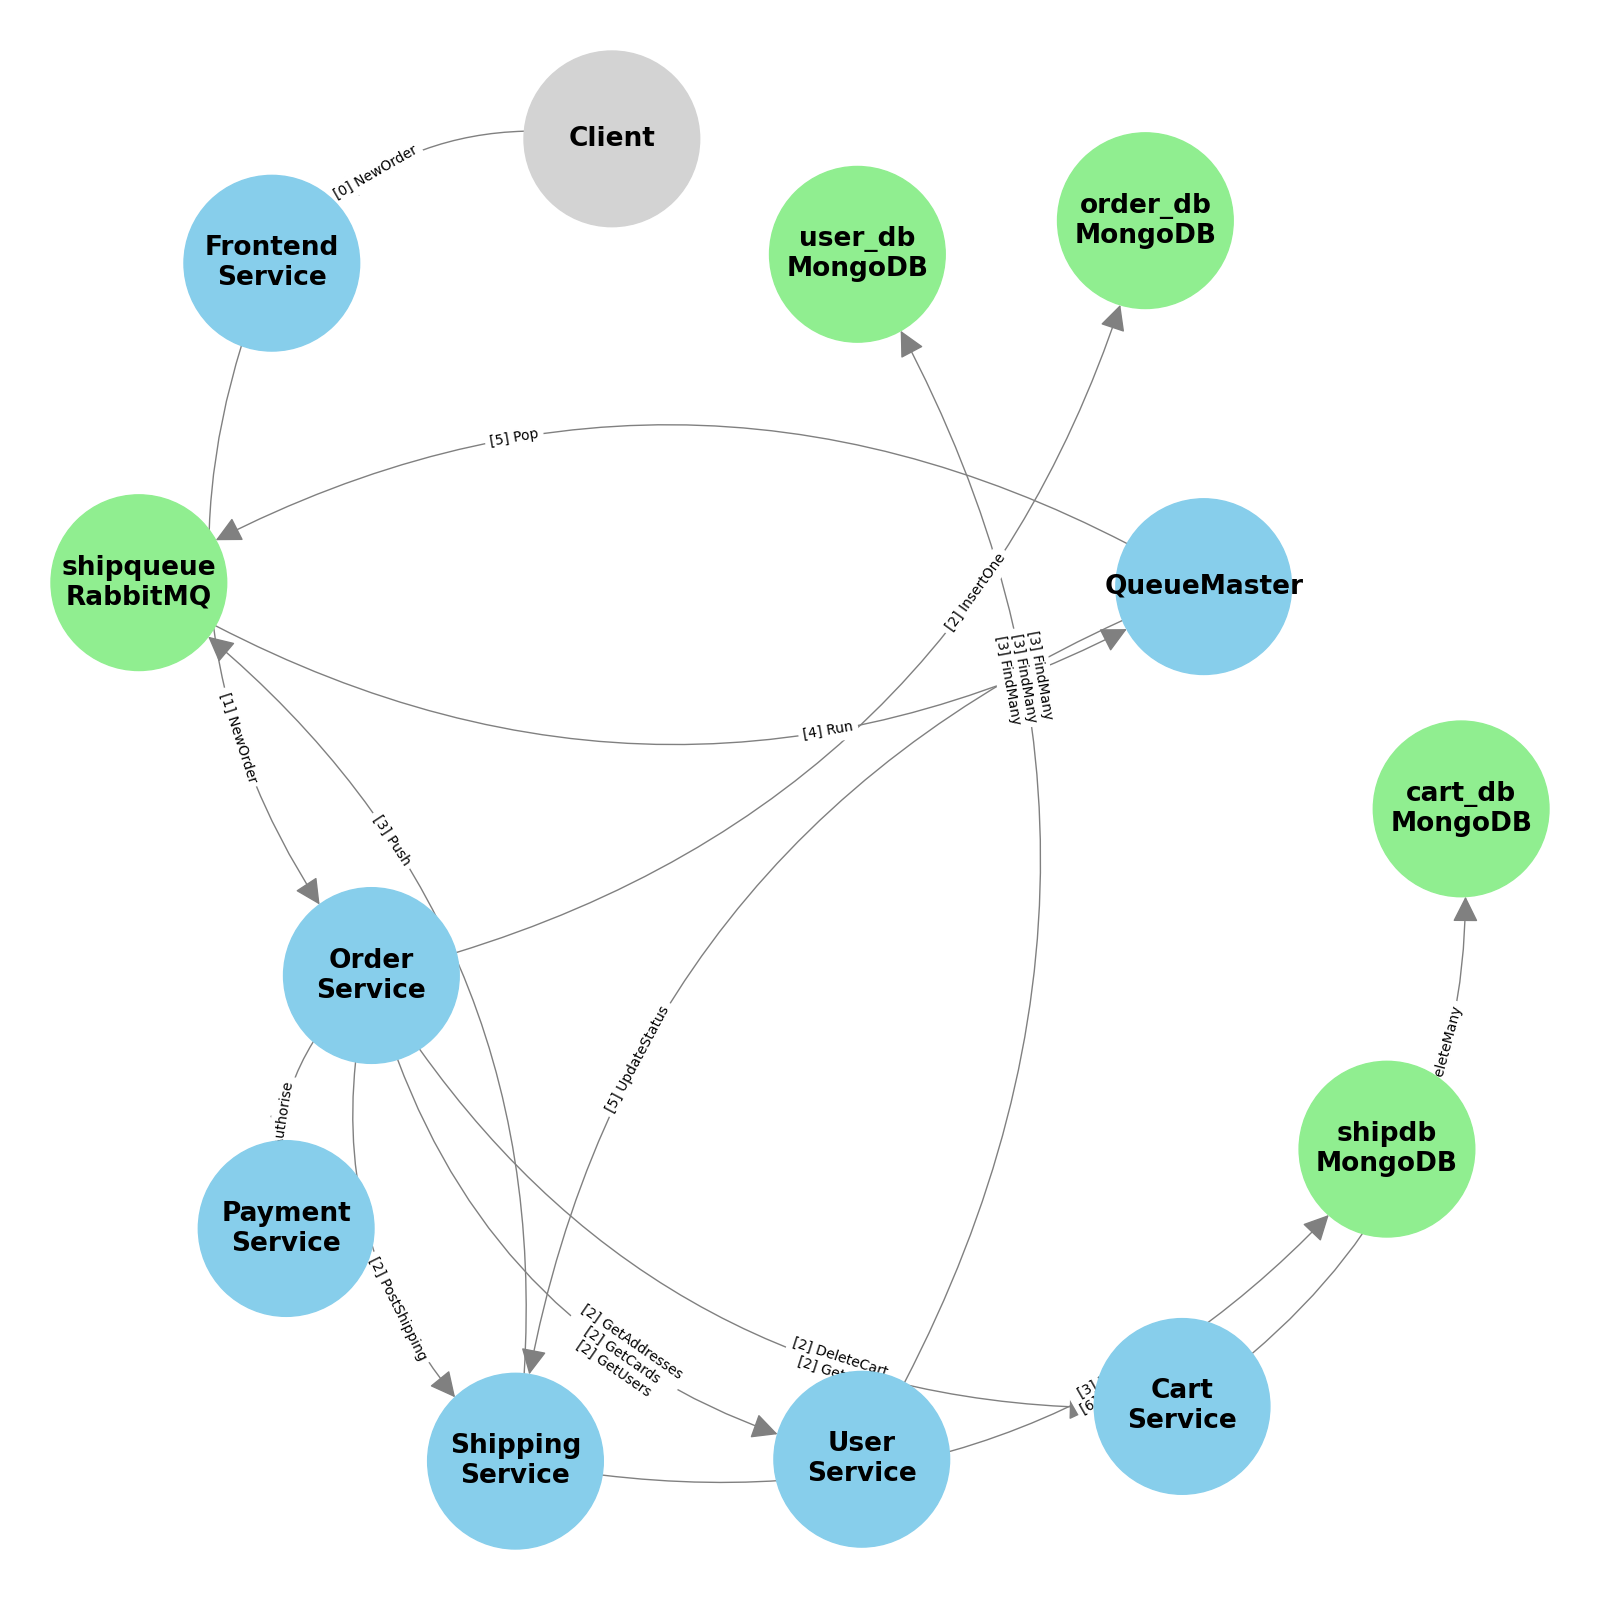 Client
[0] NewOrder
Frontend
Service
user_db
MongoDB
order_db
MongoDB
[5] Pop
shipqueue
RabbitMQ
QueueMaster
[2] InsertOne
[3] FindMany
[3] FindMany
[3] FindMany
[1] NewOrder
[4] Run
[3] Push
cart_db
MongoDB
Order
Service
[5] UpdateStatus
eleteMany
uthorise
shipdb
MongoDB
Payment
Service
[2] PostShipping
[2] GetAddresses
[2] GetCards
[2] GetUsers
[2] DeleteCart
[2] Get
[3]
[6
Cart
Service
Shipping
Service
User
Service